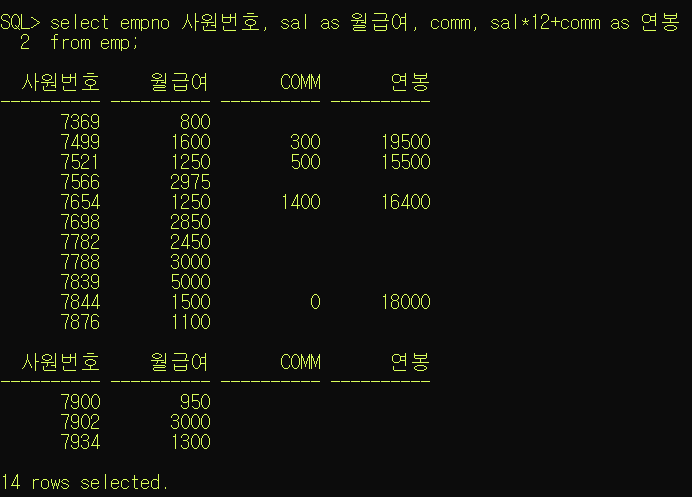 SQL> select empno 사원번호, sal as 월급여, comm, sal*12+comm as 연봉
  2  from emp;

  사원번호     월급여       COMM       연봉
---------- ---------- ---------- ----------
      7369        800
      7499       1600        300      19500
      7521       1250        500      15500
      7566       2975
      7654       1250       1400      16400
      7698       2850
      7782       2450
      7788       3000
      7839       5000
      7844       1500          0      18000
      7876       1100

  사원번호     월급여       COMM       연봉
---------- ---------- ---------- ----------
      7900        950
      7902       3000
      7934       1300

14 rows selected.